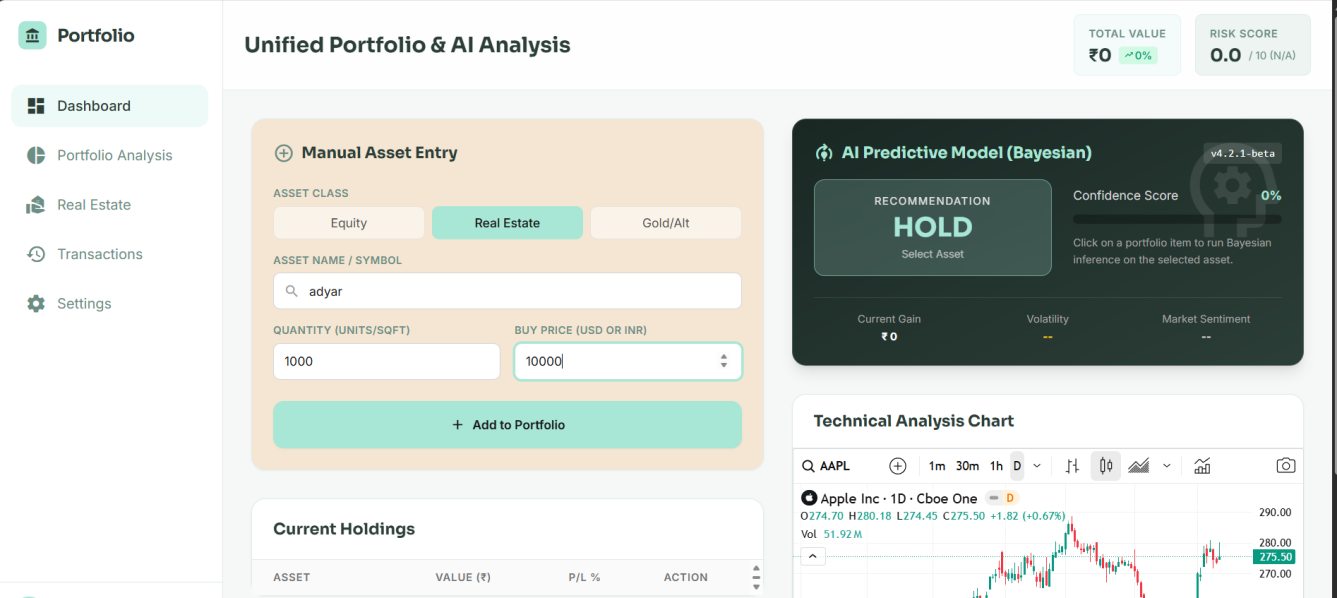 Portfolio
Dashboard
Portfolio Analysis
Real Estate
Transactions
Settings
Unified Portfolio & AI Analysis
TOTAL VALUE
₹0 0%
RISK SCORE
0.0 / 10 (N/A)
Manual Asset Entry
ASSET CLASS
Equity Real Estate Gold/Alt
ASSET NAME / SYMBOL
adyar
QUANTITY (UNITS/SQFT) BUY PRICE (USD OR INR)
1000 10000
+ Add to Portfolio
Current Holdings
ASSET VALUE (₹) P/L % ACTION
AI Predictive Model (Bayesian) v4.2.1-beta
RECOMMENDATION
HOLD
Select Asset
Confidence Score 0%
Click on a portfolio item to run Bayesian
inference on the selected asset.
Current Gain Volatility Market Sentiment
₹0 -- --
Technical Analysis Chart
AAPL 1m 30m 1h D
Apple Inc · 1D · Cboe One D
O274.70 H280.18 L274.45 C275.50 +1.82 (+0.67%)
Vol 51.92M
290.00
280.00
275.50
270.00